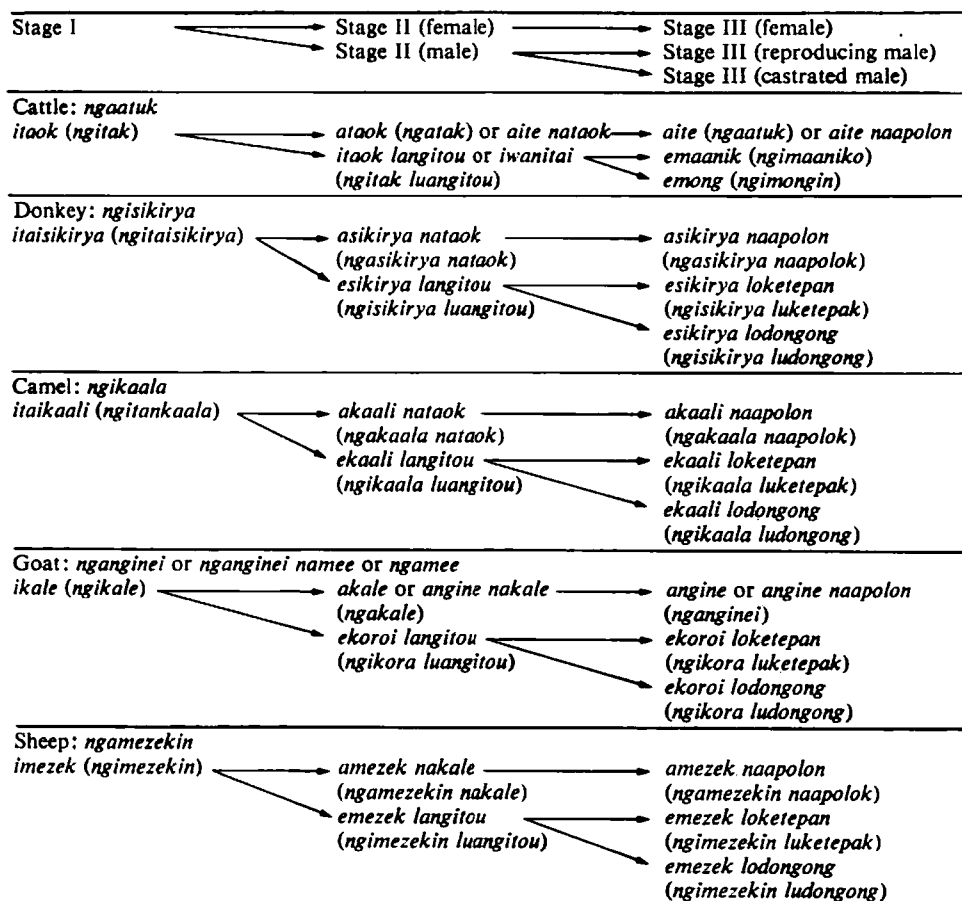 Stage I Stage II (female) Stage III (female)
Stage II (male) Stage III (reproducing male)
Stage III (castrated male)
Cattle: ngaatuk
itaok (ngitak) ataok (ngatak) or aite nataok aite (ngaatuk) or aite naapolon
itaok langitou or iwanitai emaanik (ngimaaniko)
(ngitak luangitou) emong (ngimongin)
Donkey: ngisikirya
itaisikirya (ngitaisikirya) asikirya nataok asikirya naapolon
(ngasikirya nataok) (ngasikirya naapolok)
esikirya langitou esikirya loketepan
(ngisikirya luangitou) (ngisikirya luketepak)
esikirya lodongong
(ngisikirya ludongong)
Camel: ngikaala
itaikaali (ngitankaala) akaali nataok akaali naapolon
(ngakaala nataok) (ngakaala naapolok)
ekaali langitou ekaali loketepan
(ngikaala luangitou) (ngikaala luketepak)
ekaali lodongong
(ngikaala ludongong)
Goat: nganginei or nganginei namee or ngamee
ikale (ngikale) akale or angine nakale angine or angine naapolon
(ngakale) (nganginei)
ekoroi langitou ekoroi loketepan
(ngikora luangitou) (ngikora luketepak)
ekoroi lodongong
(ngikora ludongong)
Sheep: ngamezekin
imezek (ngimezekin) amezek nakale amezek naapolon
(ngamezekin nakale) (ngamezekin naapolok)
emezek langitou emezek loketepan
(ngimezekin luangitou) (ngimezekin luketepak)
emezek lodongong
(ngimezekin ludongong)